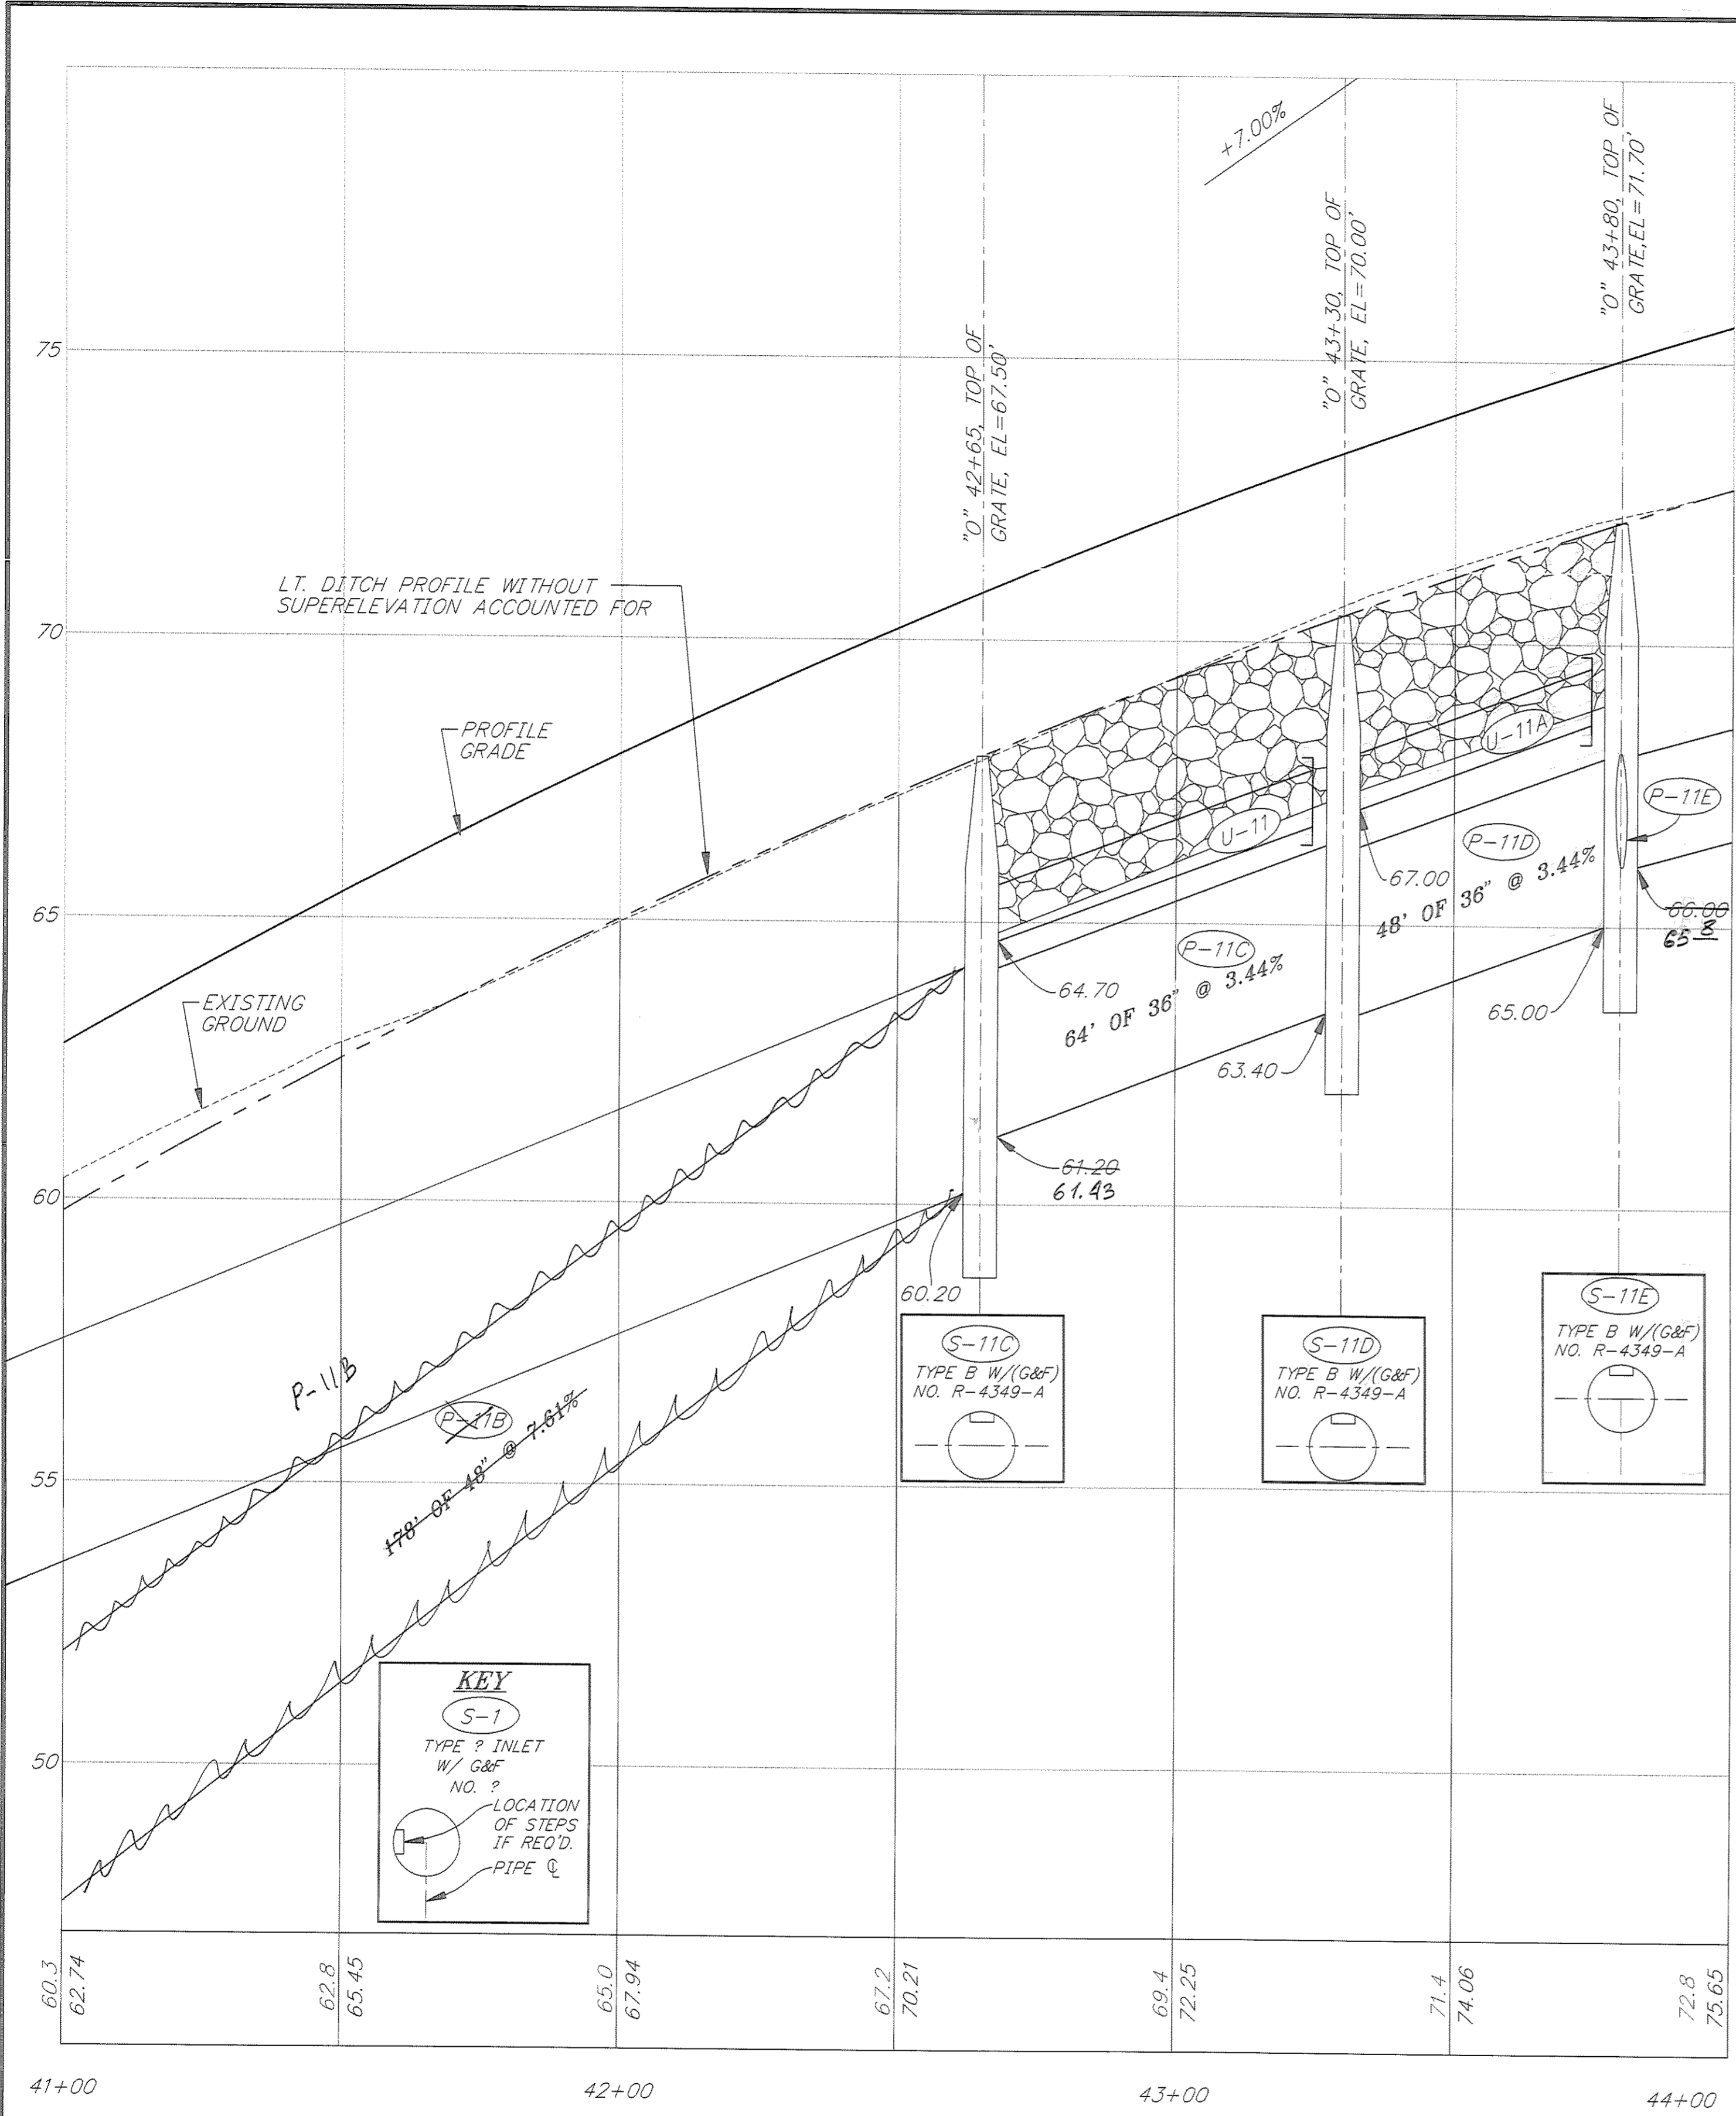 +7.00%
"O" 42+65, TOP OF
GRATE, EL=67.50'
"O" 43+30, TOP OF
GRATE, EL=70.00'
"O" 43+80, TOP OF
GRATE,EL=71.70'
75
70
65
60
55
50
LT. DITCH PROFILE WITHOUT
SUPERELEVATION ACCOUNTED FOR
PROFILE
GRADE
EXISTING
GROUND
U-11
U-11A
P-11E
P-11D
48' OF 36" @ 3.44%
67.00
66.00
65.8
P-11C
64' OF 36" @ 3.44%
64.70
65.00
63.40
61.20
61.43
60.20
P-11B
P-11B
178' OF 48" @ 7.61%
S-11C
TYPE B W/(G&F)
NO. R-4349-A
S-11D
TYPE B W/(G&F)
NO. R-4349-A
S-11E
TYPE B W/(G&F)
NO. R-4349-A
KEY
S-1
TYPE ? INLET
W/ G&F
NO. ?
LOCATION
OF STEPS
IF REQ'D.
PIPE ℄
60.3
62.74
62.8
65.45
65.0
67.94
67.2
70.21
69.4
72.25
71.4
74.06
72.8
75.65
41+00
42+00
43+00
44+00